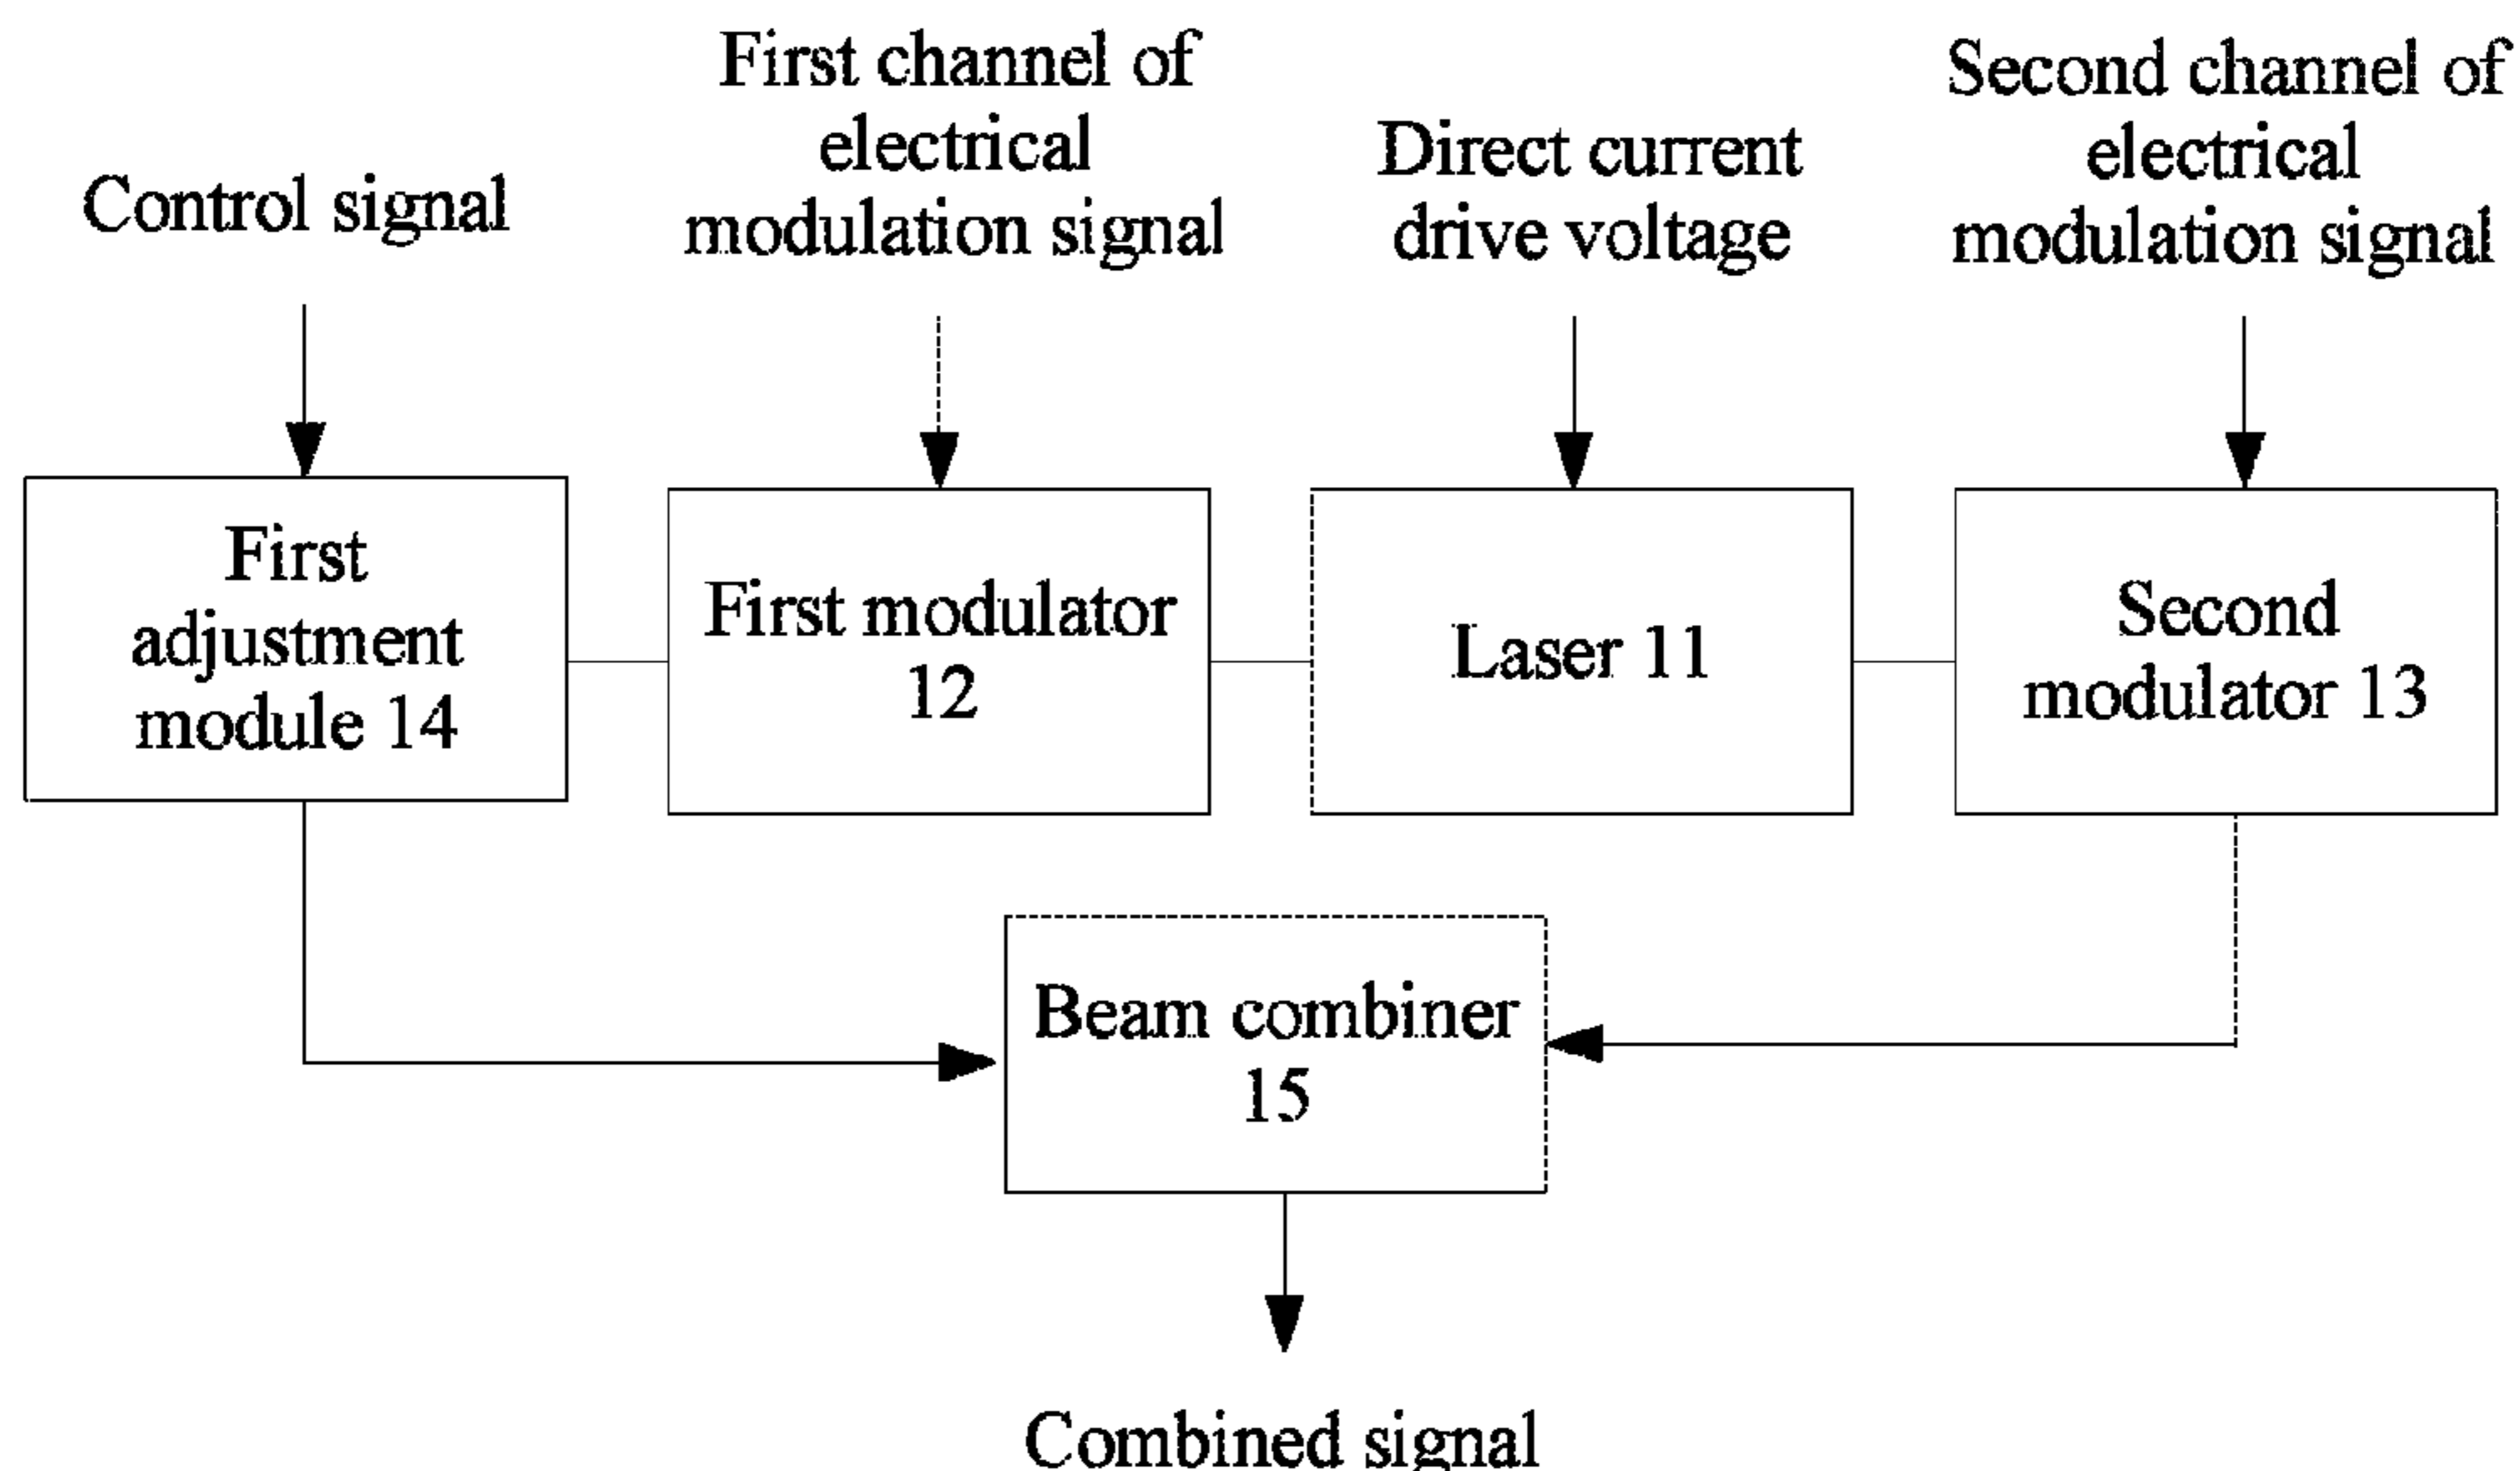 Control signal
First channel of
electrical
modulation signal
Direct current
drive voltage
Second channel of
electrical
modulation signal
First
adjustment
module 14
First modulator
12
Laser 11
Second
modulator 13
Beam combiner
15
Combined signal